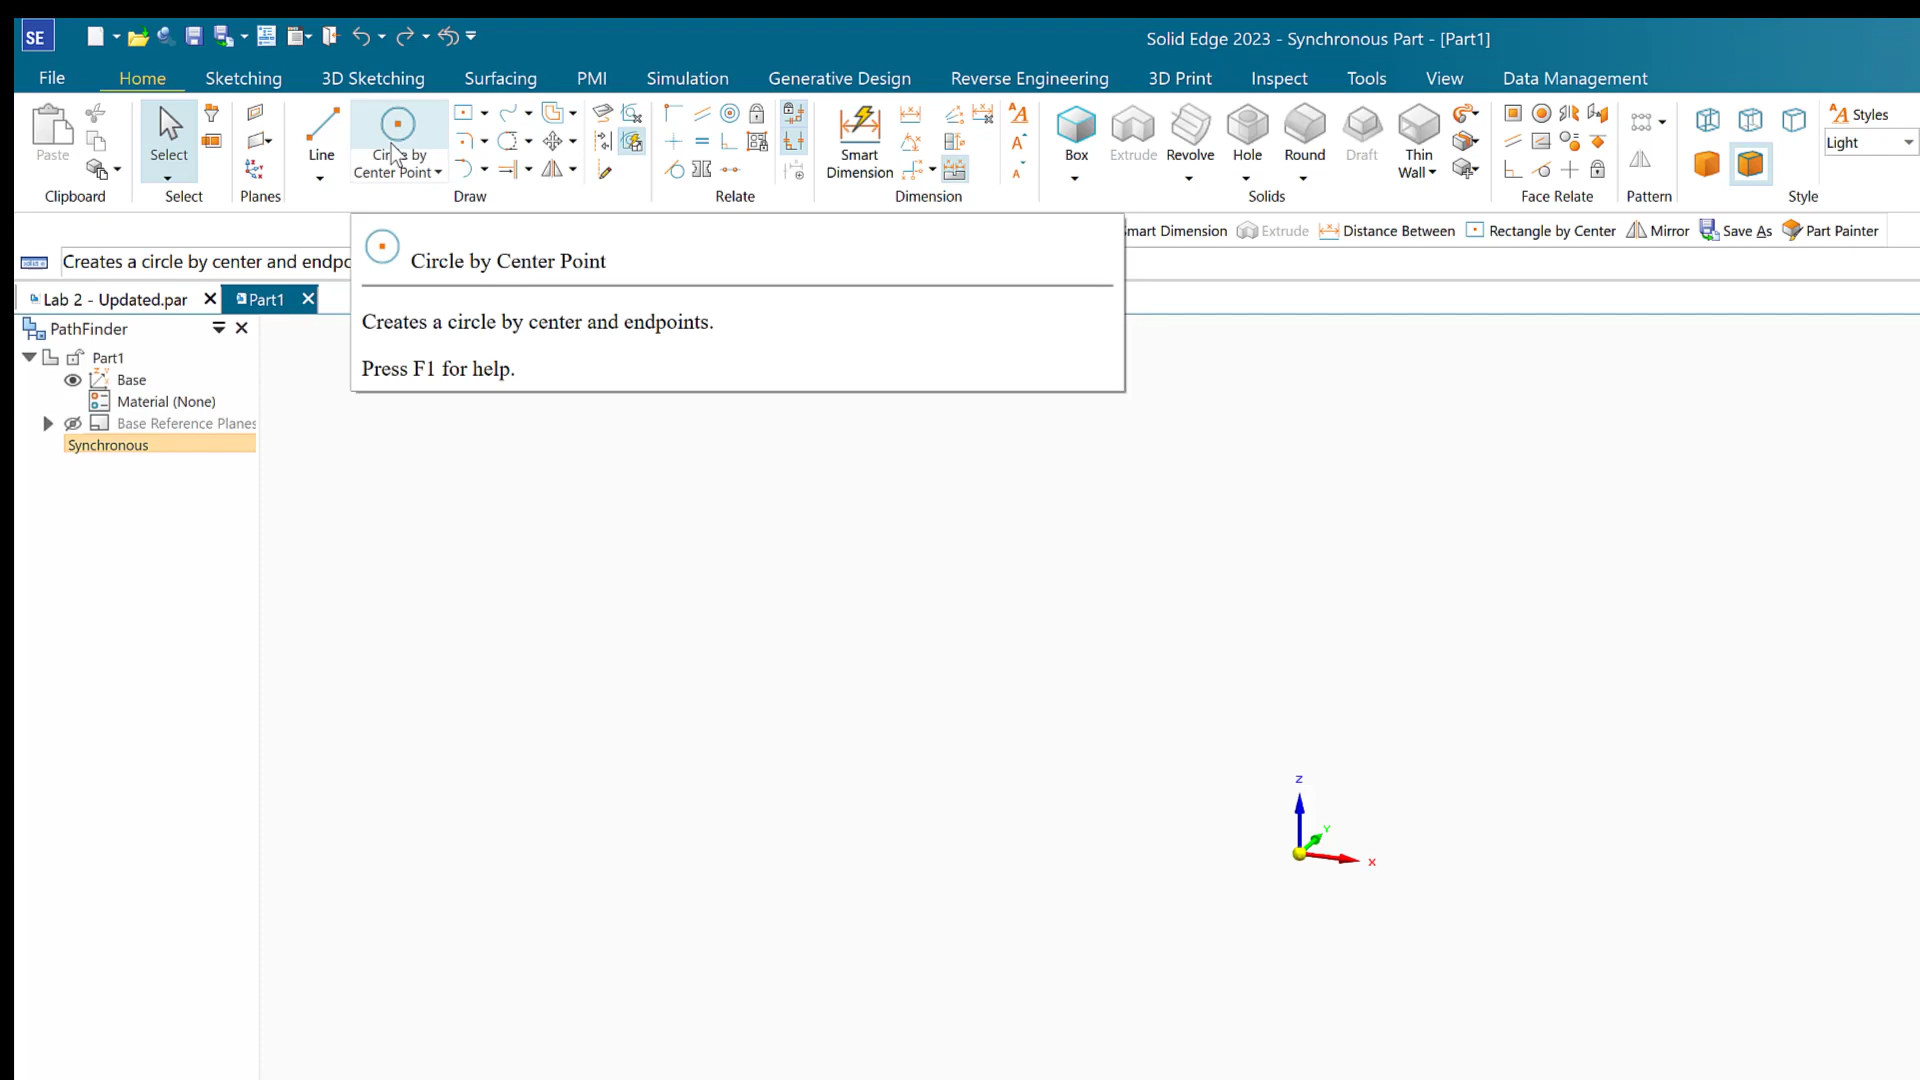 SE
Solid Edge 2023 - Synchronous Part - [Part1]
File Home Sketching 3D Sketching Surfacing PMI Simulation Generative Design Reverse Engineering 3D Print Inspect Tools View Data Management
Paste
Select
Line
Circle by
Center Point
Smart
Dimension
Box
Extrude
Revolve
Hole
Round
Draft
Thin
Wall
Styles
Light
Clipboard Select Planes Draw Relate Dimension Solids Face Relate Pattern Style
mart Dimension Extrude Distance Between Rectangle by Center Mirror Save As Part Painter
Creates a circle by center and endpo
Circle by Center Point
Creates a circle by center and endpoints.
Press F1 for help.
Lab 2 - Updated.par Part1
PathFinder
Part1
Base
Material (None)
Base Reference Planes
Synchronous
z
Y
x